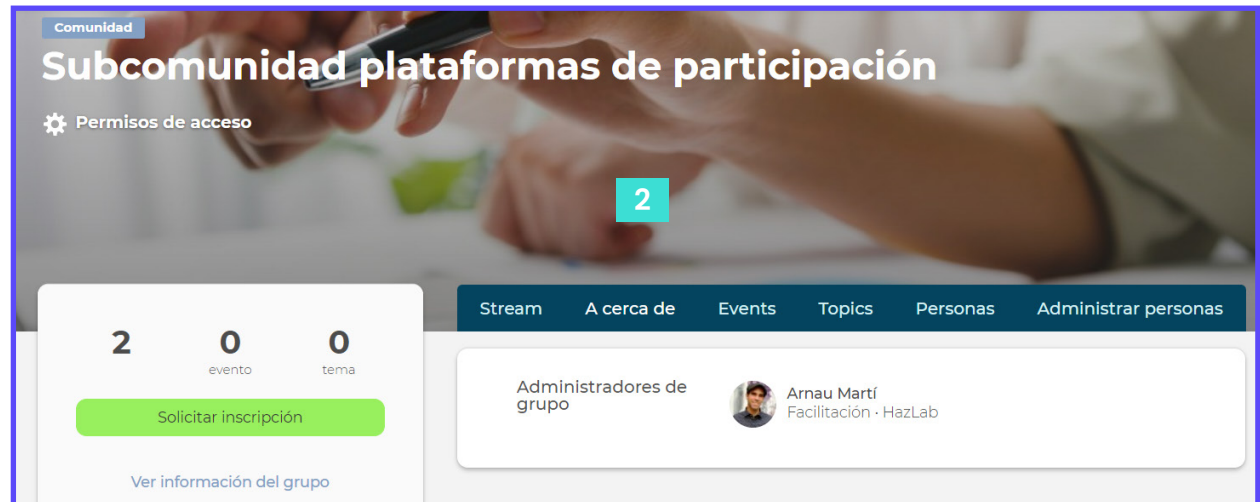 Comunidad
Subcomunidad plataformas de participación
Permisos de acceso
2
Stream A cerca de Events Topics Personas Administrar personas
2 0 0
evento tema
Solicitar inscripción
Ver información del grupo
Administradores de
grupo
Arnau Martí
Facilitación · HazLab